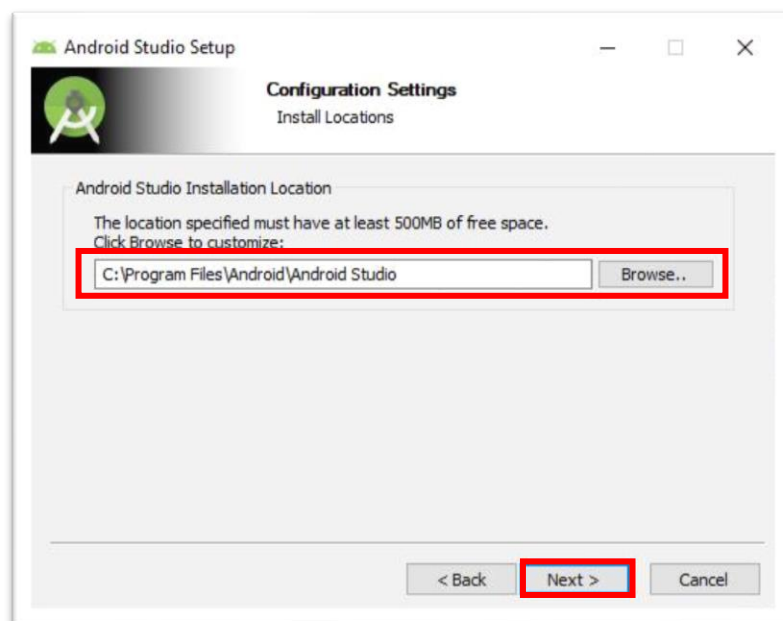 Android Studio Setup
Configuration Settings
Install Locations
Android Studio Installation Location
The location specified must have at least 500MB of free space.
Click Browse to customize:
C:\Program Files\Android\Android Studio
Browse..
< Back
Next >
Cancel